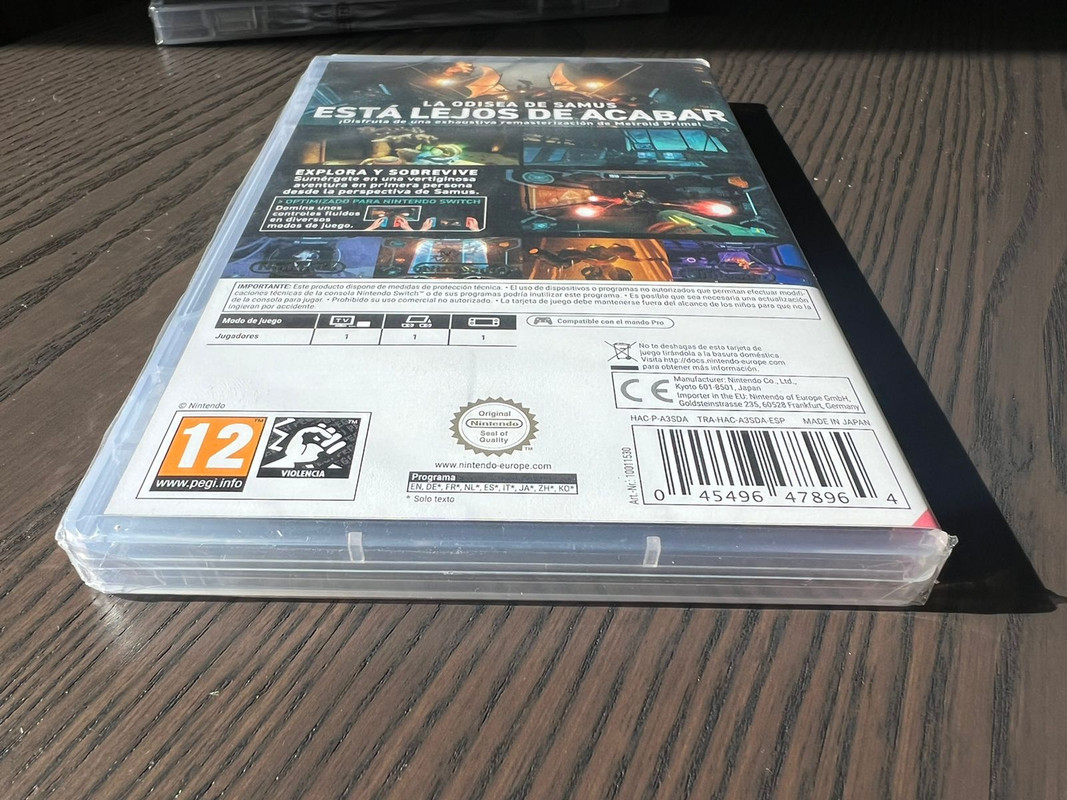 LA ODISEA DE SAMUS
ESTÁ LEJOS DE ACABAR
¡Disfruta de una exhaustiva remasterización de Metroid Prime!
EXPLORA Y SOBREVIVE
Sumérgete en una vertiginosa
aventura en primera persona
desde la perspectiva de Samus.
> OPTIMIZADO PARA NINTENDO SWITCH
Domina unos
controles fluidos
en diversos
modos de juego.
IMPORTANTE: Este producto dispone de medidas de protección técnica. • El uso de dispositivos o programas no autorizados que permitan efectuar modifi-
caciones técnicas de la consola Nintendo Switch™ o de sus programas podría inutilizar este programa. • Es posible que sea necesaria una actualización
de la consola para jugar. • Prohibido su uso comercial no autorizado. • La tarjeta de juego debe mantenerse fuera del alcance de los niños para que no la
ingieran por accidente.
Modo de juego TV
Jugadores 1 1 1
Compatible con el mando Pro
No te deshagas de esta tarjeta de
juego tirándola a la basura doméstica.
Visita http://docs.nintendo-europe.com
para obtener más información.
CE
Manufacturer: Nintendo Co., Ltd.,
Kyoto 601-8501, Japan
Importer in the EU: Nintendo of Europe GmbH,
Goldsteinstrasse 235, 60528 Frankfurt, Germany
HAC-P-A3SDA TRA-HAC-A3SDA-ESP MADE IN JAPAN
© Nintendo
12™
www.pegi.info
VIOLENCIA
™
Original
Nintendo
Seal of
Quality
™
www.nintendo-europe.com
Programa
EN, DE*, FR*, NL*, ES*, IT*, JA*, ZH*, KO*
* Solo texto
Art.-Nr.: 10011530
0 45496 47896 4